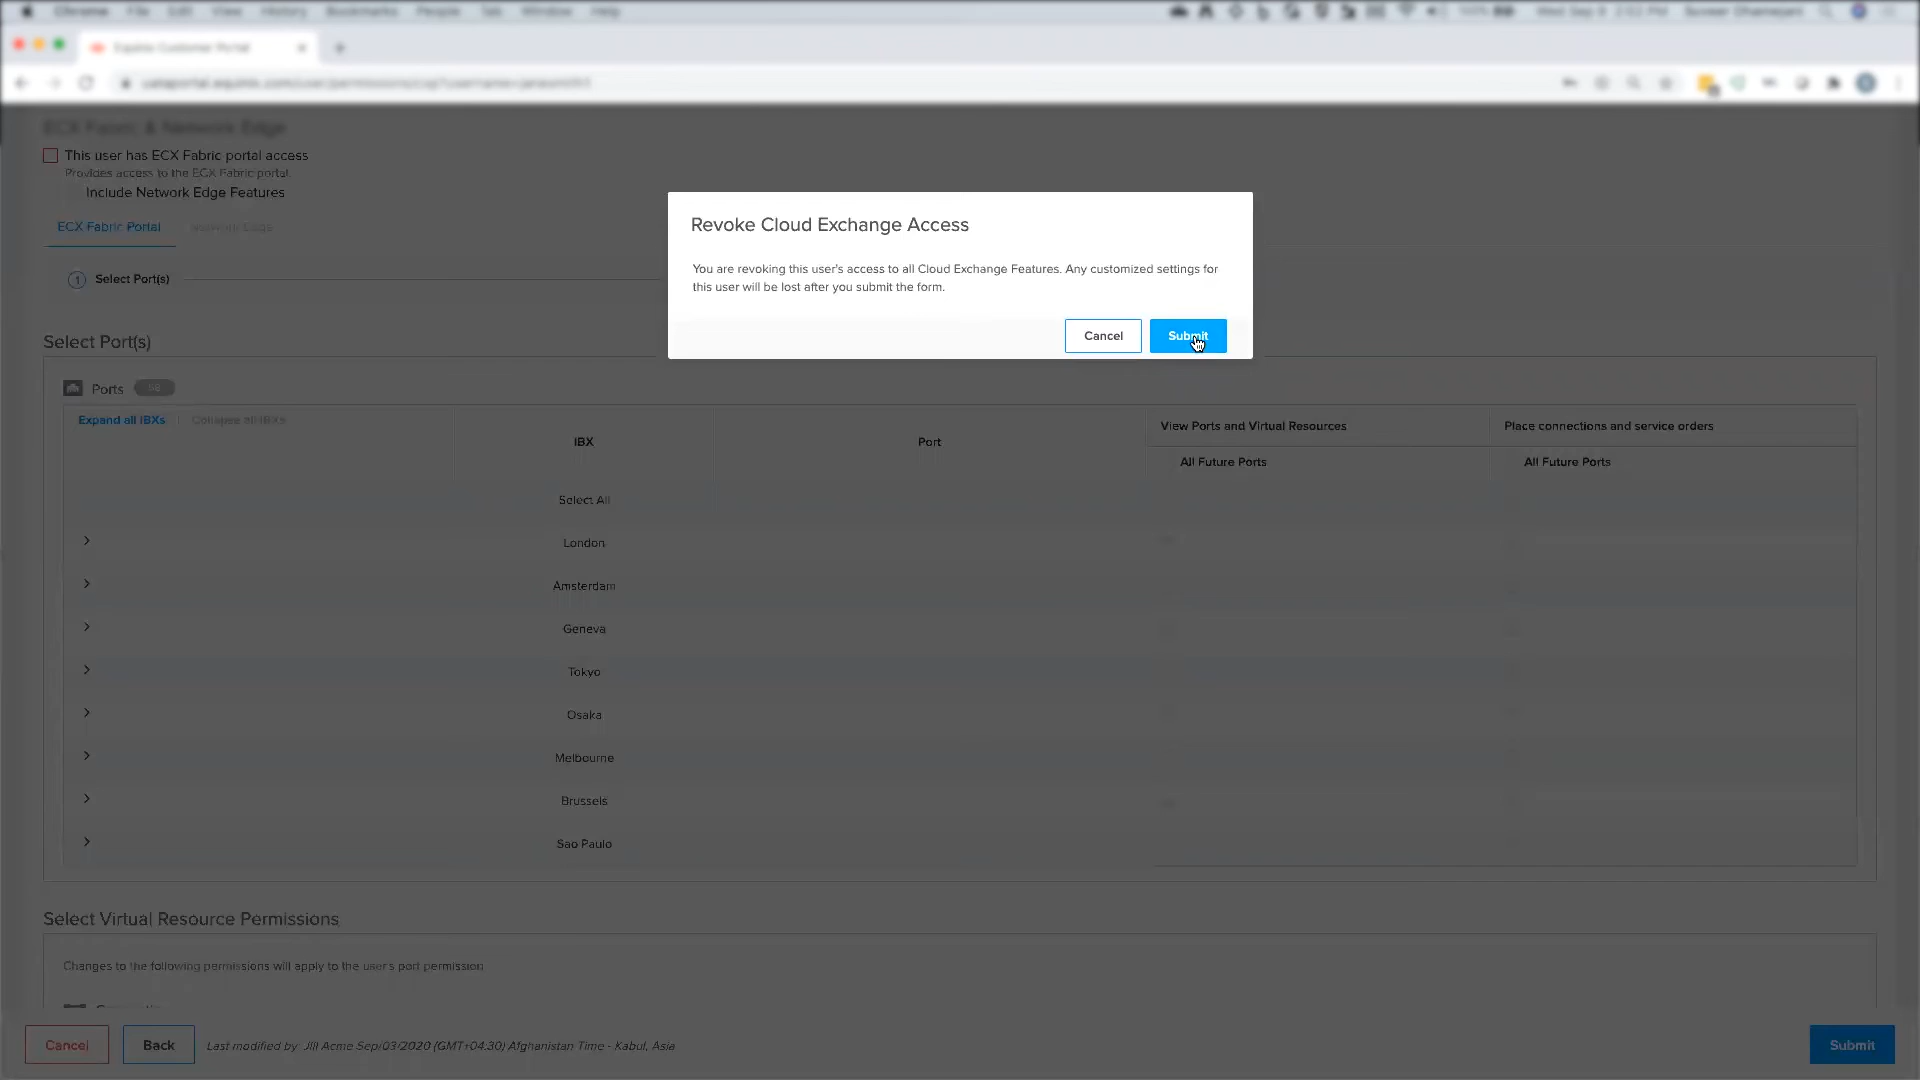 Chrome File Edit View History Bookmarks People Tab Window Help
Equinix Customer Portal
ECX Fabric & Network Edge
This user has ECX Fabric portal access
Provides access to the ECX Fabric portal.
Include Network Edge Features
ECX Fabric Portal Network Edge
1 Select Port(s)
Revoke Cloud Exchange Access
You are revoking this user's access to all Cloud Exchange Features. Any customized settings for
this user will be lost after you submit the form.
Cancel Submit
Select Port(s)
Ports 58
Expand all IBXs | Collapse all IBXs
IBX
Port
View Ports and Virtual Resources
Place connections and service orders
All Future Ports
All Future Ports
Select All
London
Amsterdam
Geneva
Tokyo
Osaka
Melbourne
Brussels
Sao Paulo
Select Virtual Resource Permissions
Changes to the following permissions will apply to the user's port permission
Cancel Back Last modified by: Jill Acme Sep/03/2020 (GMT+04:30) Afghanistan Time - Kabul, Asia Submit